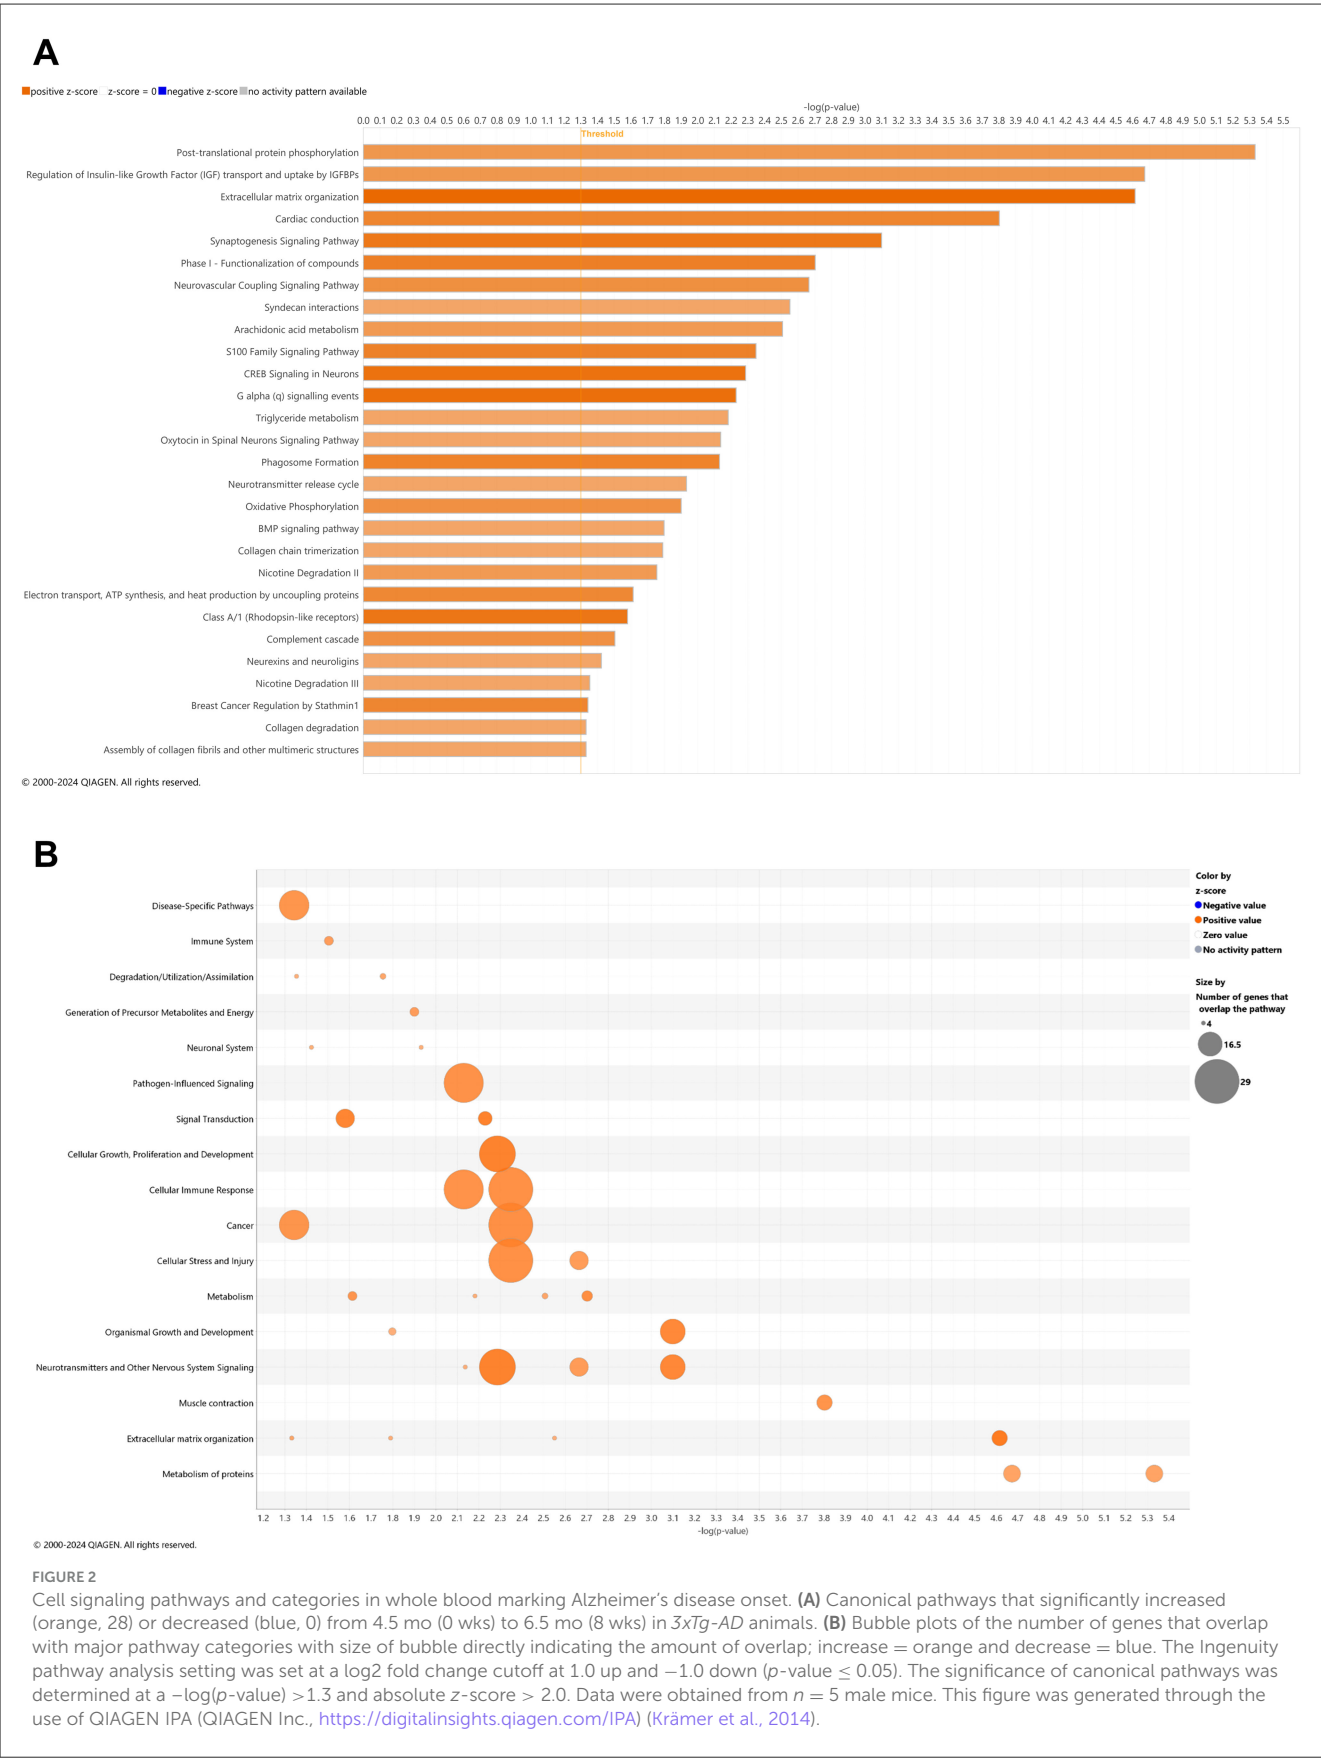 A
positive z-score z-score = 0 negative z-score no activity pattern available
-log(p-value)
0.0 0.1 0.2 0.3 0.4 0.5 0.6 0.7 0.8 0.9 1.0 1.1 1.2 1.3 1.4 1.5 1.6 1.7 1.8 1.9 2.0 2.1 2.2 2.3 2.4 2.5 2.6 2.7 2.8 2.9 3.0 3.1 3.2 3.3 3.4 3.5 3.6 3.7 3.8 3.9 4.0 4.1 4.2 4.3 4.4 4.5 4.6 4.7 4.8 4.9 5.0 5.1 5.2 5.3 5.4 5.5
Threshold
Post-translational protein phosphorylation
Regulation of Insulin-like Growth Factor (IGF) transport and uptake by IGFBPs
Extracellular matrix organization
Cardiac conduction
Synaptogenesis Signaling Pathway
Phase I - Functionalization of compounds
Neurovascular Coupling Signaling Pathway
Syndecan interactions
Arachidonic acid metabolism
S100 Family Signaling Pathway
CREB Signaling in Neurons
G alpha (q) signalling events
Triglyceride metabolism
Oxytocin in Spinal Neurons Signaling Pathway
Phagosome Formation
Neurotransmitter release cycle
Oxidative Phosphorylation
BMP signaling pathway
Collagen chain trimerization
Nicotine Degradation II
Electron transport, ATP synthesis, and heat production by uncoupling proteins
Class A/1 (Rhodopsin-like receptors)
Complement cascade
Neurexins and neuroligins
Nicotine Degradation III
Breast Cancer Regulation by Stathmin1
Collagen degradation
Assembly of collagen fibrils and other multimeric structures
© 2000-2024 QIAGEN. All rights reserved.
B
Color by
z-score
Negative value
Positive value
Zero value
No activity pattern
Size by
Number of genes that
overlap the pathway
4
16.5
29
Disease-Specific Pathways
Immune System
Degradation/Utilization/Assimilation
Generation of Precursor Metabolites and Energy
Neuronal System
Pathogen-Influenced Signaling
Signal Transduction
Cellular Growth, Proliferation and Development
Cellular Immune Response
Cancer
Cellular Stress and Injury
Metabolism
Organismal Growth and Development
Neurotransmitters and Other Nervous System Signaling
Muscle contraction
Extracellular matrix organization
Metabolism of proteins
1.2 1.3 1.4 1.5 1.6 1.7 1.8 1.9 2.0 2.1 2.2 2.3 2.4 2.5 2.6 2.7 2.8 2.9 3.0 3.1 3.2 3.3 3.4 3.5 3.6 3.7 3.8 3.9 4.0 4.1 4.2 4.3 4.4 4.5 4.6 4.7 4.8 4.9 5.0 5.1 5.2 5.3 5.4
-log(p-value)
© 2000-2024 QIAGEN. All rights reserved.
FIGURE 2
Cell signaling pathways and categories in whole blood marking Alzheimer's disease onset. (A) Canonical pathways that significantly increased
(orange, 28) or decreased (blue, 0) from 4.5 mo (0 wks) to 6.5 mo (8 wks) in 3xTg-AD animals. (B) Bubble plots of the number of genes that overlap
with major pathway categories with size of bubble directly indicating the amount of overlap; increase = orange and decrease = blue. The Ingenuity
pathway analysis setting was set at a log2 fold change cutoff at 1.0 up and −1.0 down (p-value ≤ 0.05). The significance of canonical pathways was
determined at a −log(p-value) >1.3 and absolute z-score > 2.0. Data were obtained from n = 5 male mice. This figure was generated through the
use of QIAGEN IPA (QIAGEN Inc., https://digitalinsights.qiagen.com/IPA) (Krämer et al., 2014).